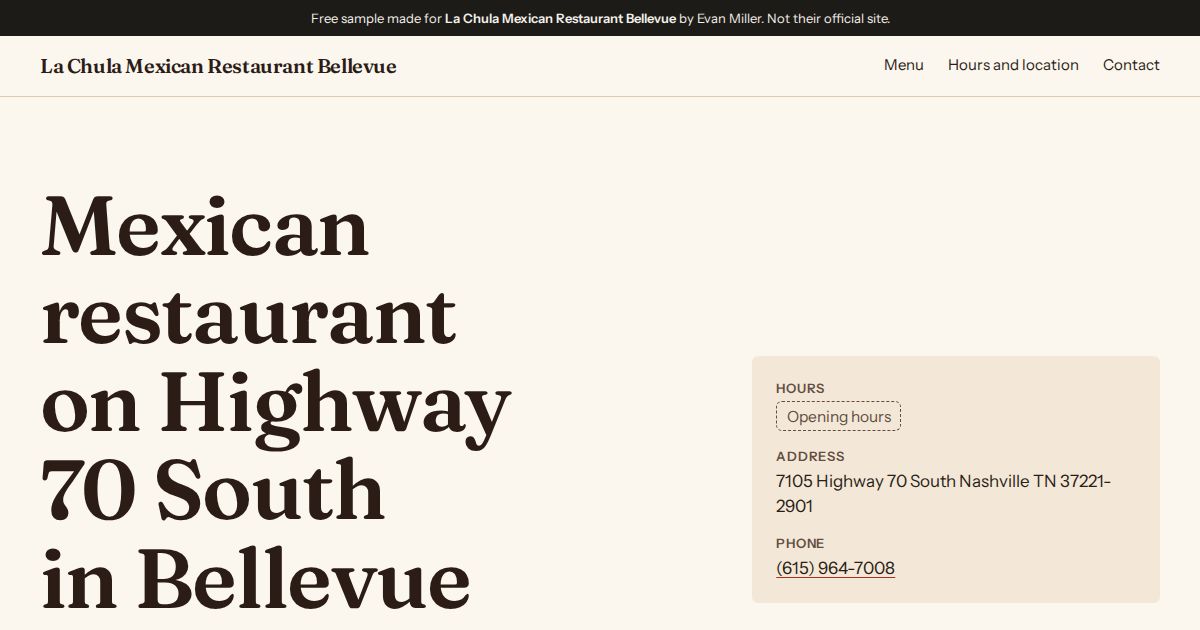 Free sample made for La Chula Mexican Restaurant Bellevue by Evan Miller. Not their official site.
La Chula Mexican Restaurant Bellevue
Menu Hours and location Contact
Mexican
restaurant
on Highway
70 South
in Bellevue
HOURS
Opening hours
ADDRESS
7105 Highway 70 South Nashville TN 37221-
2901
PHONE
(615) 964-7008